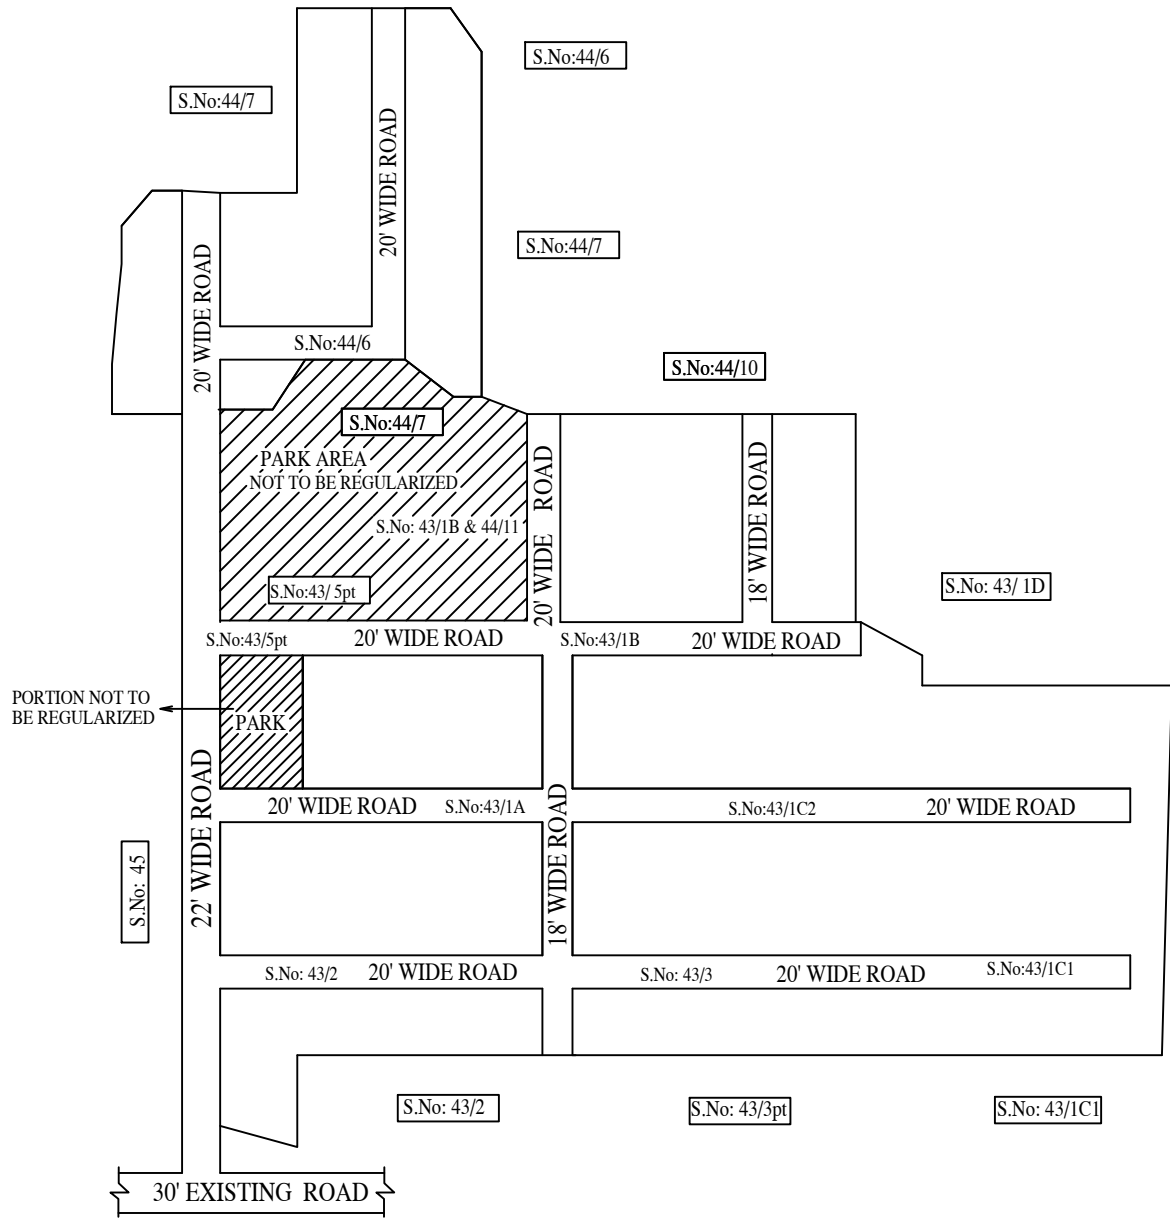 S.No:44/6
S.No:44/7
20' WIDE ROAD
S.No:44/7
20' WIDE ROAD
S.No:44/6
S.No:44/10
S.No:44/7
PARK AREA
NOT TO BE REGULARIZED
S.No: 43/1B & 44/11
20' WIDE ROAD
18' WIDE ROAD
S.No:43/ 5pt
S.No: 43/ 1D
S.No:43/5pt
20' WIDE ROAD
S.No:43/1B
20' WIDE ROAD
PORTION NOT TO
BE REGULARIZED
PARK
22' WIDE ROAD
20' WIDE ROAD
S.No:43/1A
18' WIDE ROAD
S.No:43/1C2
20' WIDE ROAD
S.No: 45
S.No: 43/2
20' WIDE ROAD
S.No: 43/3
20' WIDE ROAD
S.No:43/1C1
S.No: 43/2
S.No: 43/3pt
S.No: 43/1C1
30' EXISTING ROAD